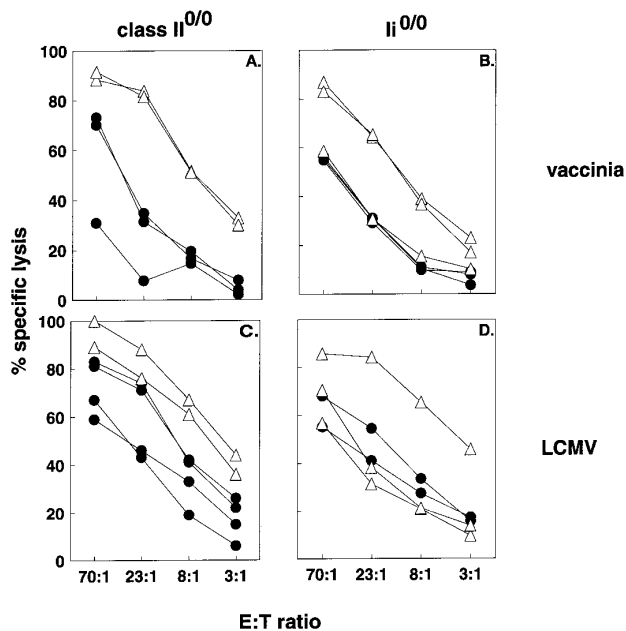 class II0/0
Ii0/0
100
80
60
40
20
0
A.
B.
vaccinia
% specific lysis
100
80
60
40
20
0
C.
D.
LCMV
70:1 23:1 8:1 3:1
70:1 23:1 8:1 3:1
E:T ratio